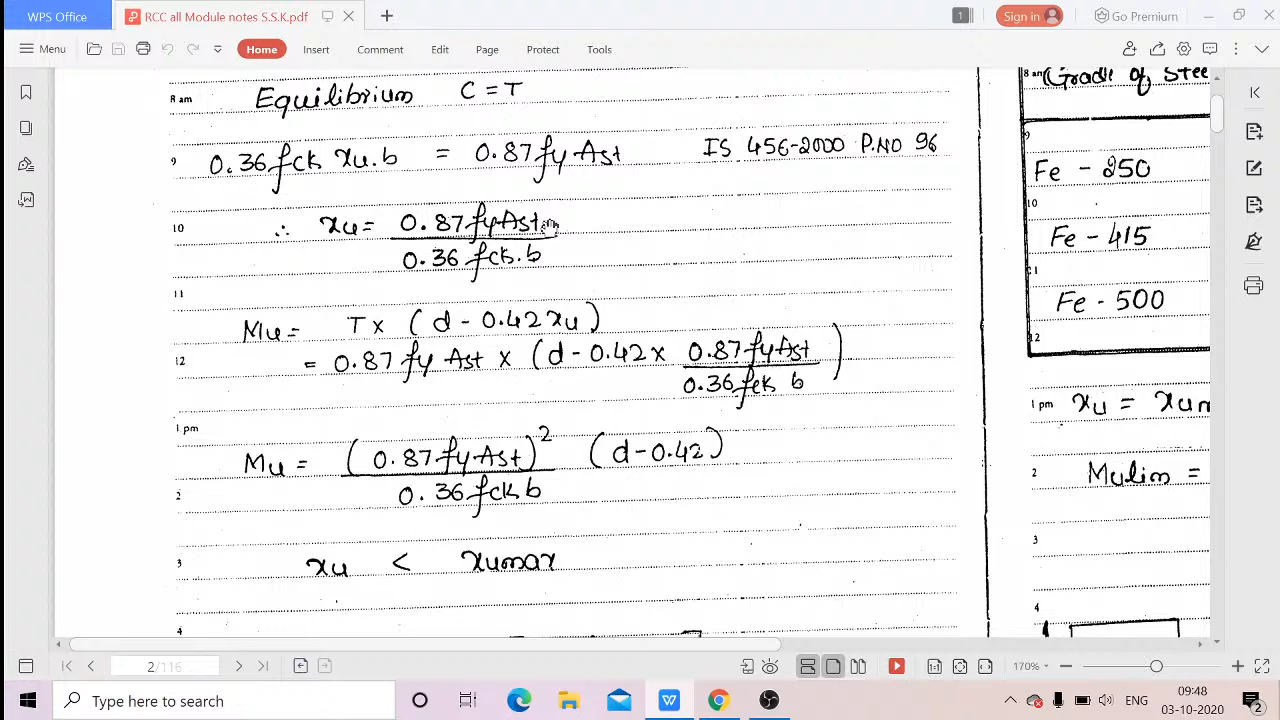 WPS Office
RCC all Module notes S.S.K.pdf
1
Sign in
Go Premium
Menu
Home
Insert
Comment
Edit
Page
Protect
Tools
8 am Equilibrium C = T
9 0.36 fck xu.b = 0.87 fy Ast IS 456-2000 P.NO 96
10 ∴ xu = 0.87 fy Ast
0.36 fck.b
11
Mu = T x (d - 0.42 xu)
12 = 0.87 fy Ast x (d - 0.42 x 0.87 fy Ast
0.36 fck b)
1 pm
Mu = (0.87 fy Ast)² (d - 0.42)
2 0.36 fck b
3 xu < xumax
4
8 am Grade of Stee
9
Fe - 250
10
Fe - 415
11
Fe - 500
12
1 pm xu = xum
2 Mulim =
3
4
2/116
170%
Type here to search
ENG
09:48
03-10-2020
2